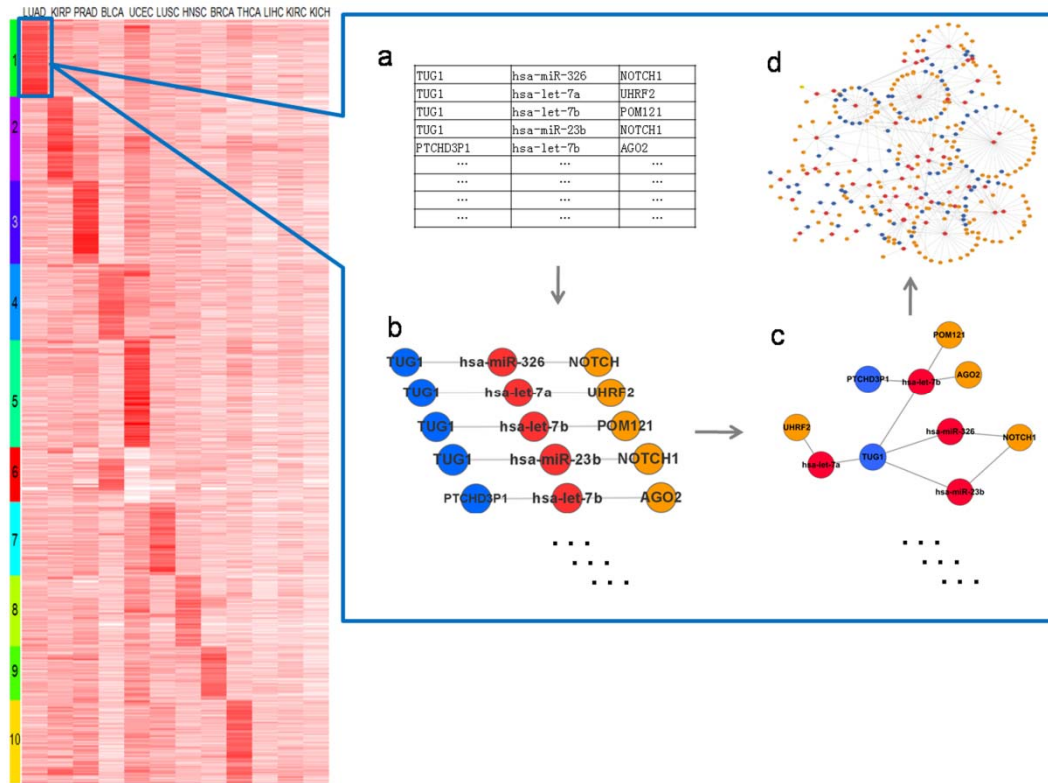 LUAD KIRP PRAD BLCA UCEC LUSC HNSC BRCA THCA LIHC KIRC KICH
1
2
3
4
5
6
7
8
9
10
a
TUG1 hsa-miR-326 NOTCH1
TUG1 hsa-let-7a UHRF2
TUG1 hsa-let-7b POM121
TUG1 hsa-miR-23b NOTCH1
PTCHD3P1 hsa-let-7b AGO2
... ... ...
... ... ...
... ... ...
... ... ...
b
TUG1 hsa-miR-326 NOTCH
TUG1 hsa-let-7a UHRF2
TUG1 hsa-let-7b POM121
TUG1 hsa-miR-23b NOTCH1
PTCHD3P1 hsa-let-7b AGO2
...
...
...
c
POM121
PTCHD3P1
hsa-let-7b
AGO2
UHRF2
hsa-miR-326
NOTCH1
hsa-let-7a
TUG1
hsa-miR-23b
...
...
...
d